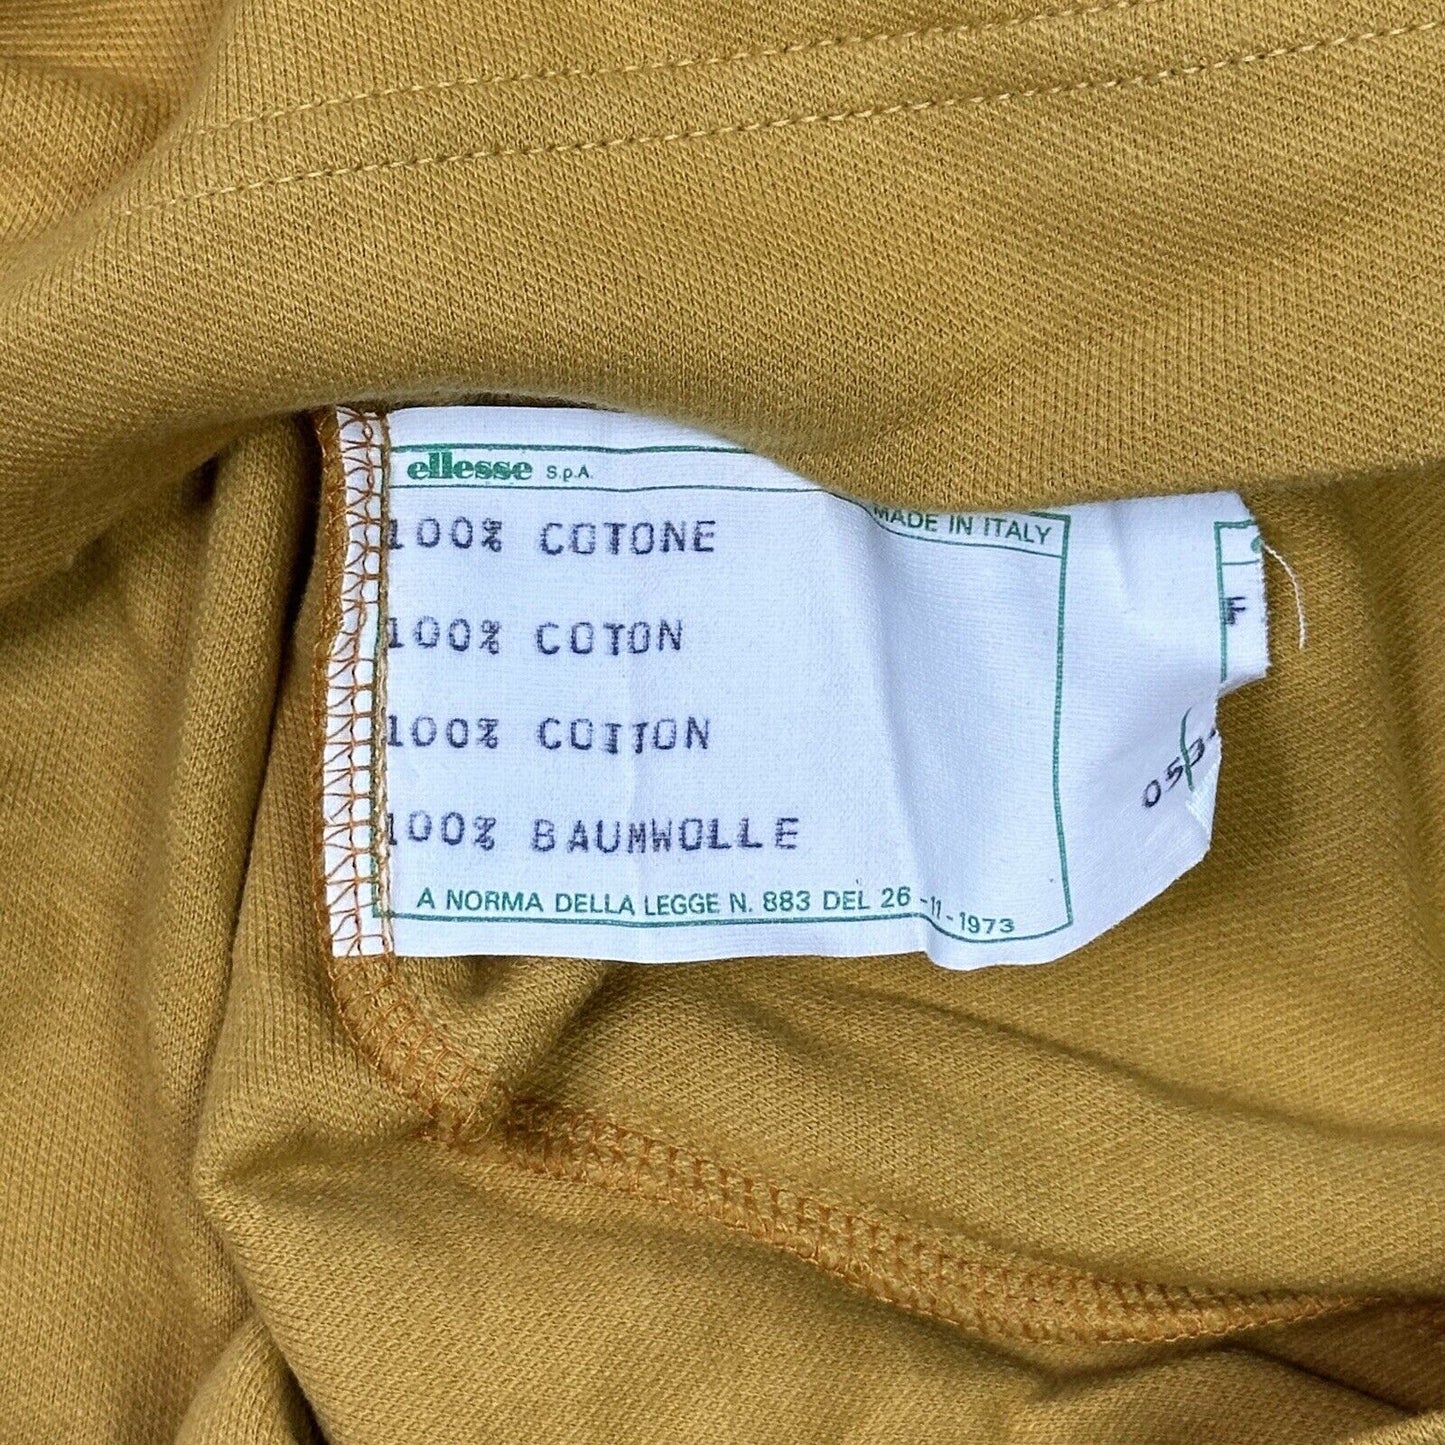 ellesse S.p.A.
MADE IN ITALY
100% COTONE
100% COTON
100% COTTON
100% BAUMWOLLE
A NORMA DELLA LEGGE N. 883 DEL 26-11-1973
F